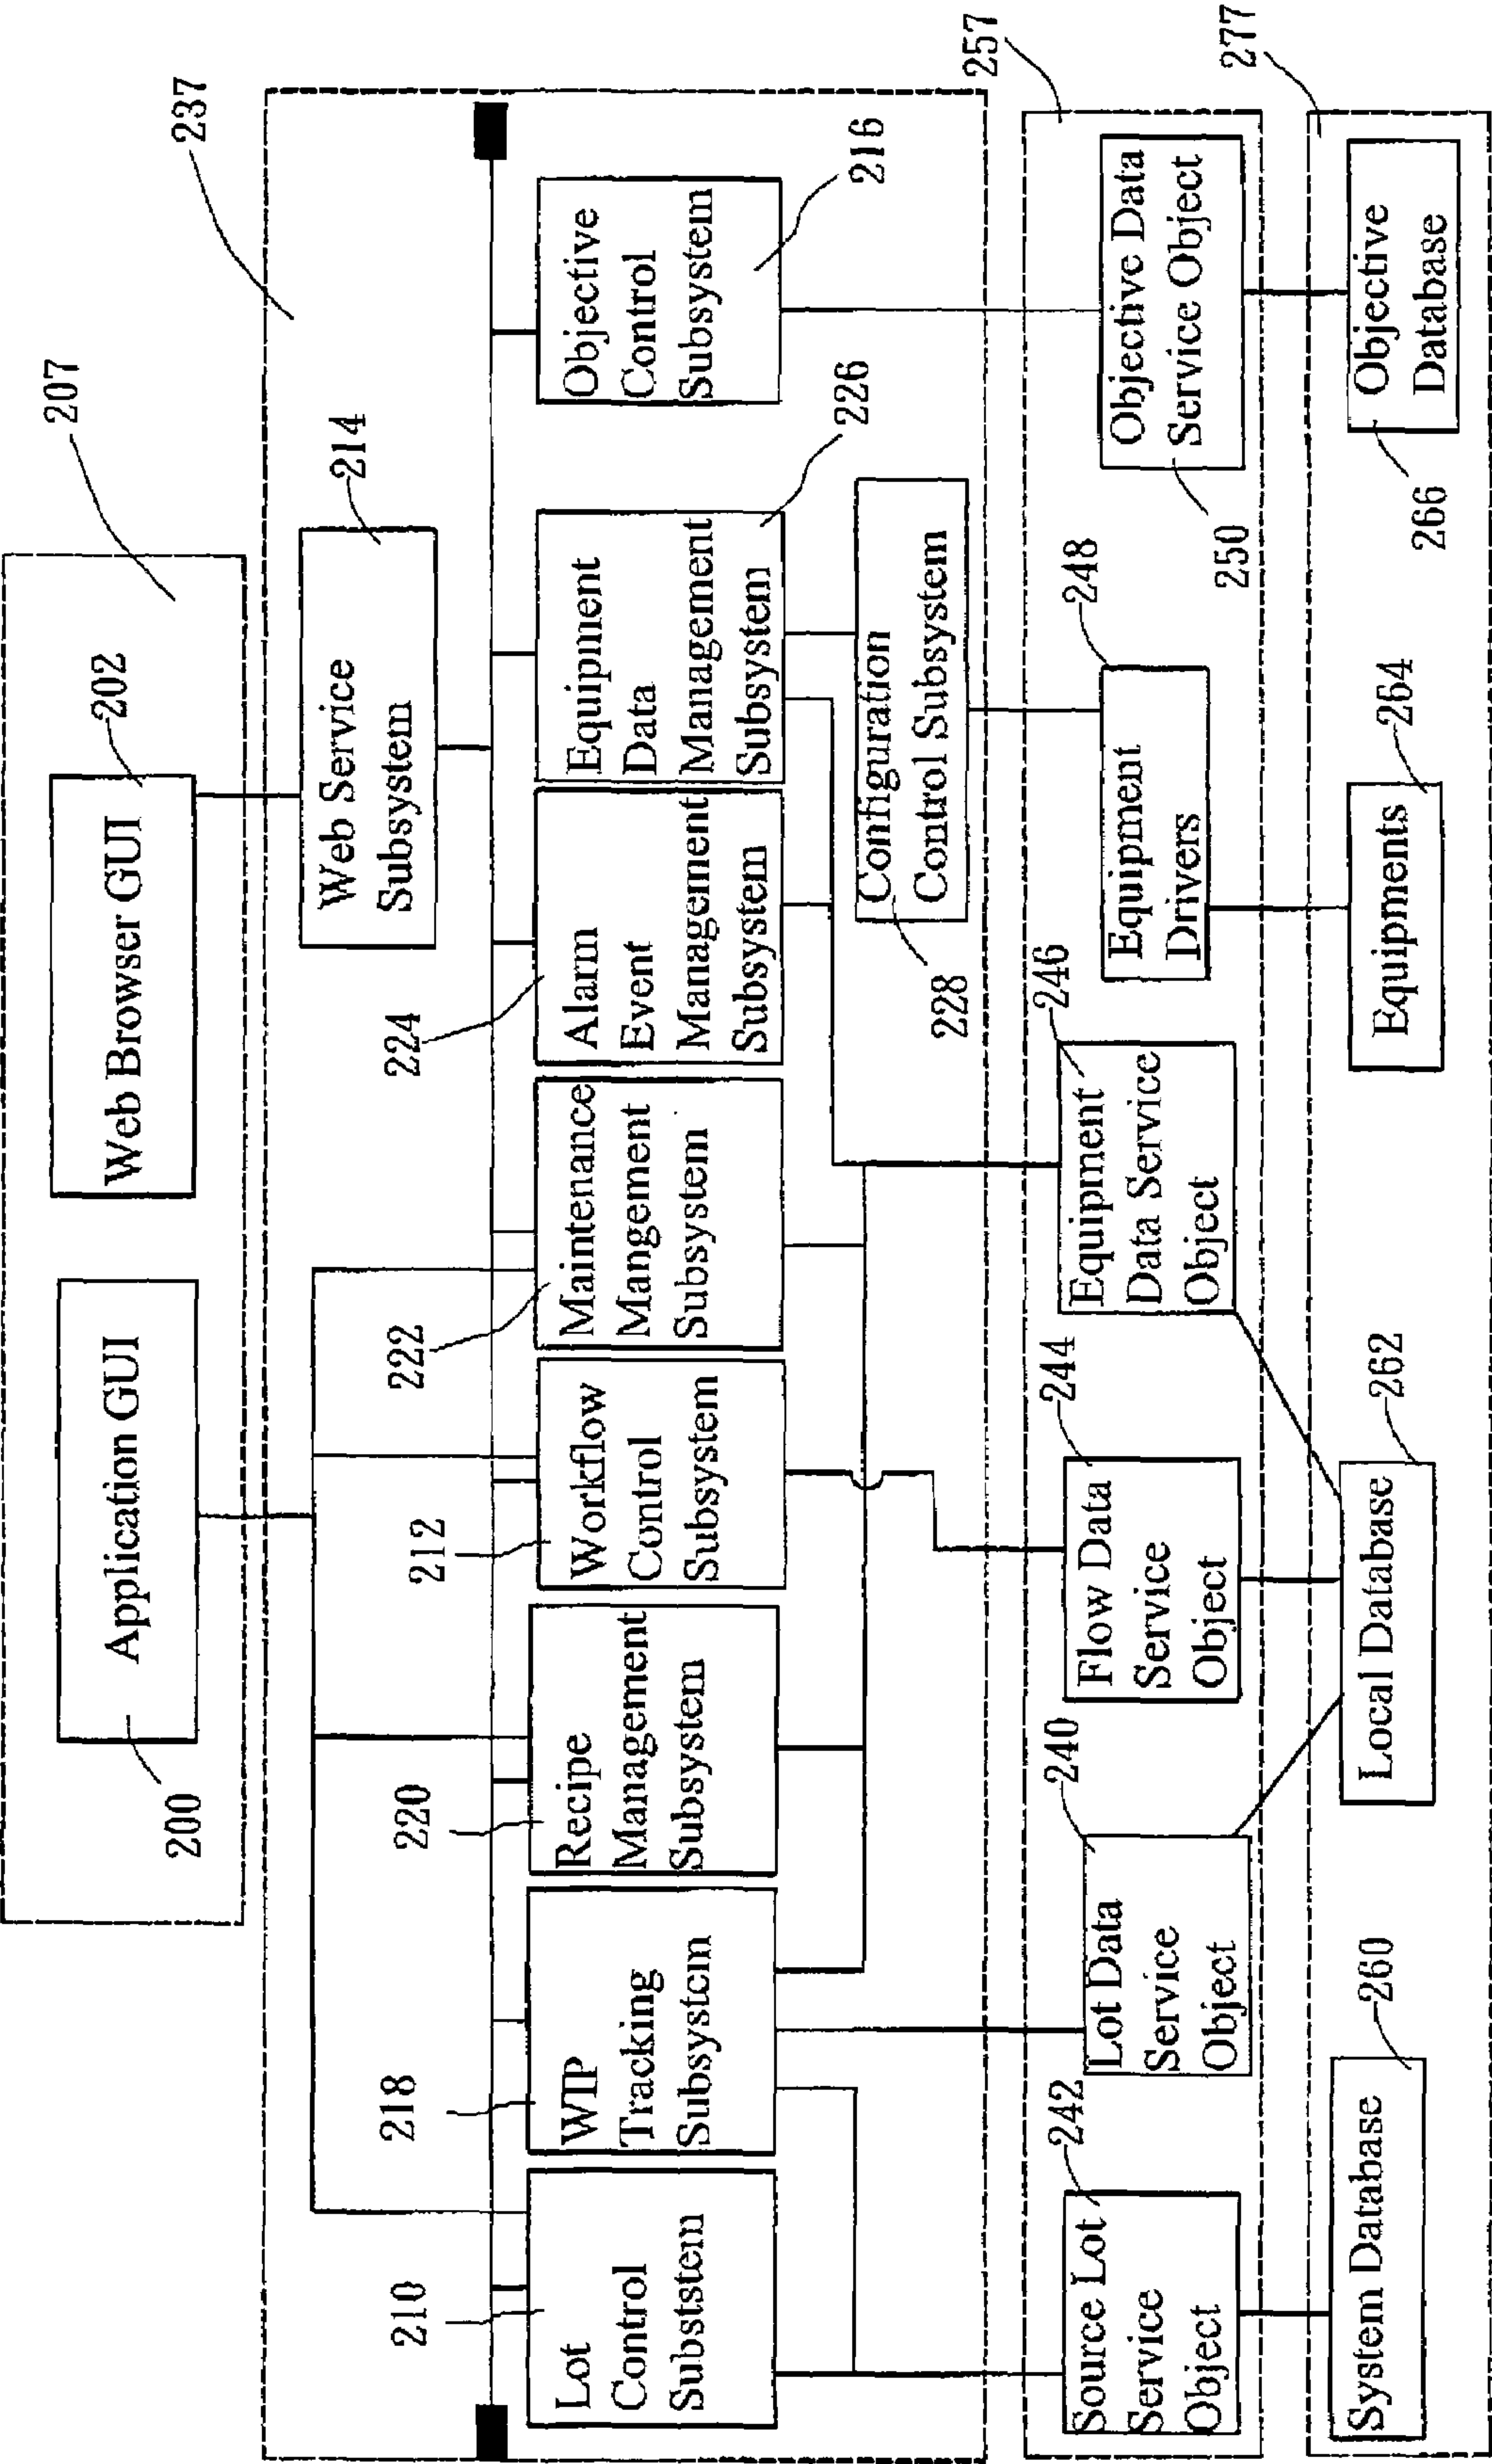 207
200
Application GUI
Web Browser GUI
202
237
Web Service
Subsystem
214
210
218
220
212
222
224
Lot
Control
Subststem
WIP
Tracking
Subsystem
Recipe
Management
Subsystem
Workflow
Control
Subsystem
Maintenance
Mangement
Subsystem
Alarm
Event
Management
Subsystem
Equipment
Data
Management
Subsystem
226
Objective
Control
Subsystem
216
228
Configuration
Control Subsystem
257
242
Source Lot
Service
Object
240
Lot Data
Service
Object
244
Flow Data
Service
Object
246
Equipment
Data Service
Object
248
Equipment
Drivers
250
Objective Data
Service Object
277
System Database
260
Local Database
262
Equipments
264
266
Objective
Database